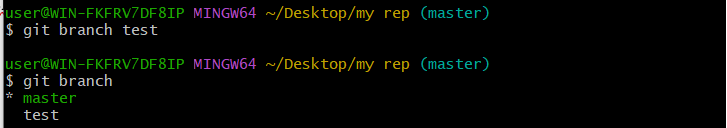 user@WIN-FKFRV7DF8IP MINGW64 ~/Desktop/my rep (master)
$ git branch test
user@WIN-FKFRV7DF8IP MINGW64 ~/Desktop/my rep (master)
$ git branch
* master
  test